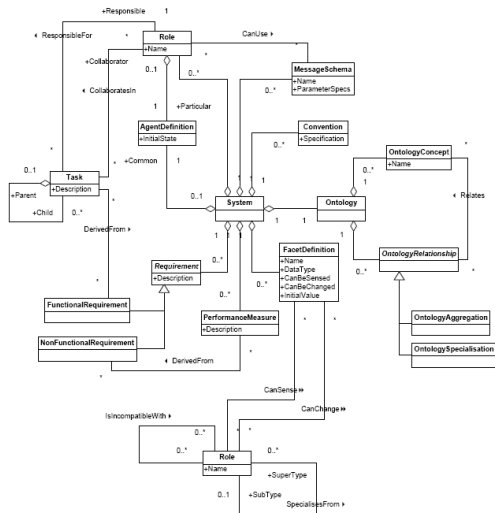 +Responsible
1
ResponsibleFor
*
Role
+Name
*
CanUse
*
+Collaborator
*
0..1
0..*
MessageSchema
+Name
+ParameterSpecs
0..*
CollaboratesIn
1
+Particular
AgentDefinition
+InitialState
Convention
+Specification
0..*
OntologyConcept
+Name
*
*
*
+Common
1
1
1
1
1
0..1
Task
+Description
*
0..1
System
Ontology
1
Relates
+Parent
+Child
0..*
1
1
1
1
1
1
DerivedFrom
*
0..*
FacetDefinition
+Name
+DataType
+CanBeSensed
+CanBeChanged
+InitialValue
0..*
OntologyRelationship
*
Requirement
+Description
0..*
0..*
*
FunctionalRequirement
PerformanceMeasure
+Description
OntologyAggregation
NonFunctionalRequirement
*
*
OntologySpecialisation
*
DerivedFrom
*
CanSense
IsIncompatibleWith
CanChange
0..*
*
*
0..*
0..*
Role
+Name
0..*
+SuperType
0..1
+SubType
0..*
SpecialisesFrom